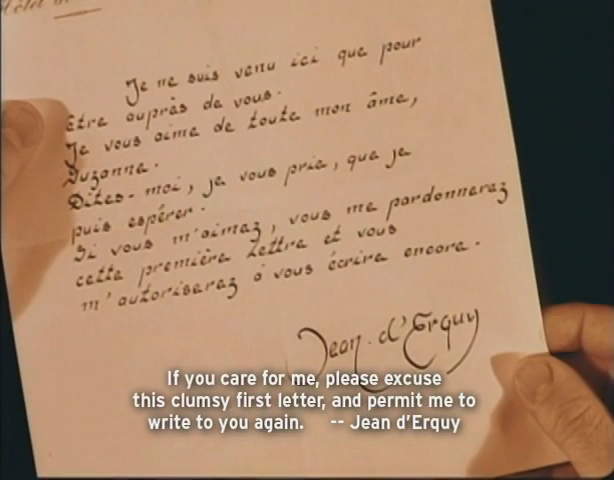 Hôtel
Je ne suis venu ici que pour
être auprès de vous.
Je vous aime de toute mon âme,
Suzanne.
Dites-moi, je vous prie, que je
puis espérer.
Si vous m'aimez, vous me pardonnerez
cette première lettre et vous
m'autoriserez à vous écrire encore.
Jean d'Erquy
If you care for me, please excuse
this clumsy first letter, and permit me to
write to you again. -- Jean d'Erquy